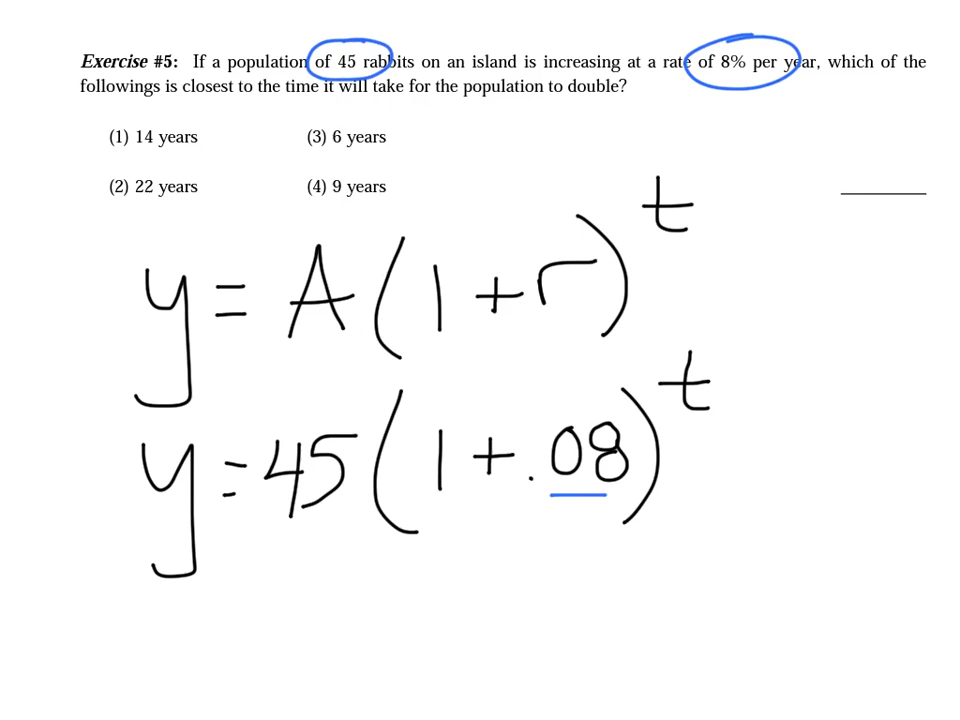 Exercise #5: If a population of 45 rabbits on an island is increasing at a rate of 8% per year, which of the
followings is closest to the time it will take for the population to double?
(1) 14 years (3) 6 years
(2) 22 years (4) 9 years
y = A(1+r)^t
y = 45(1+.08)^t